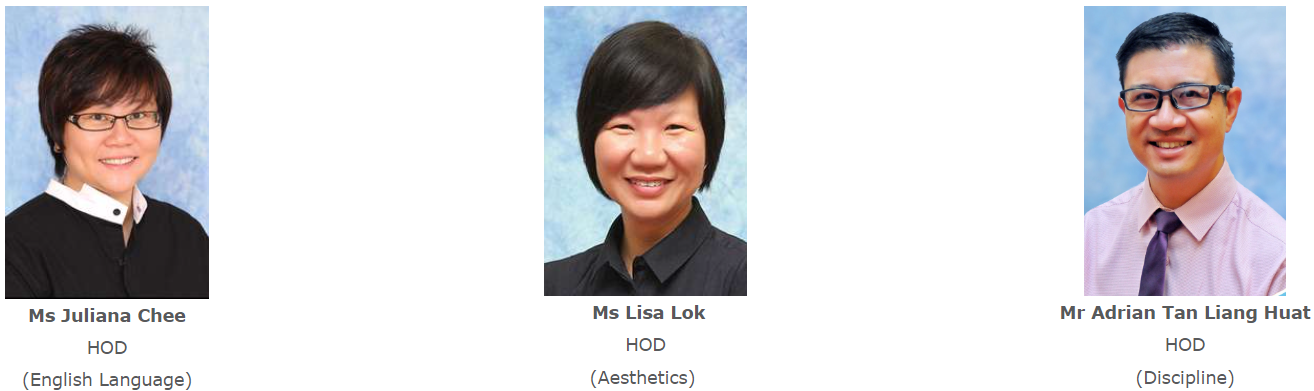 Ms Juliana Chee
HOD
(English Language)
Ms Lisa Lok
HOD
(Aesthetics)
Mr Adrian Tan Liang Huat
HOD
(Discipline)